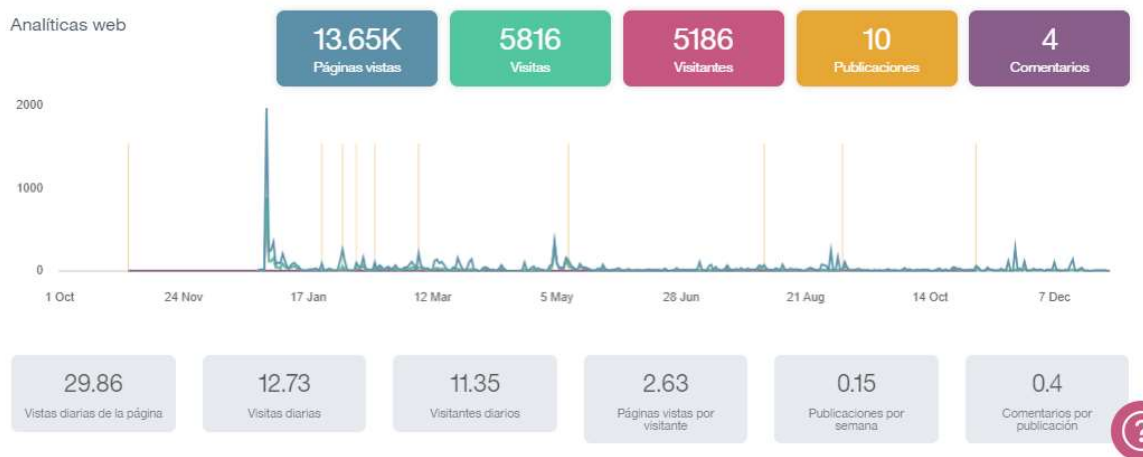 Analíticas web
13.65K
Páginas vistas
5816
Visitas
5186
Visitantes
10
Publicaciones
4
Comentarios
2000
1000
0
1 Oct
24 Nov
17 Jan
12 Mar
5 May
28 Jun
21 Aug
14 Oct
7 Dec
29.86
Vistas diarias de la página
12.73
Visitas diarias
11.35
Visitantes diarios
2.63
Páginas vistas por
visitante
0.15
Publicaciones por
semana
0.4
Comentarios por
publicación
?